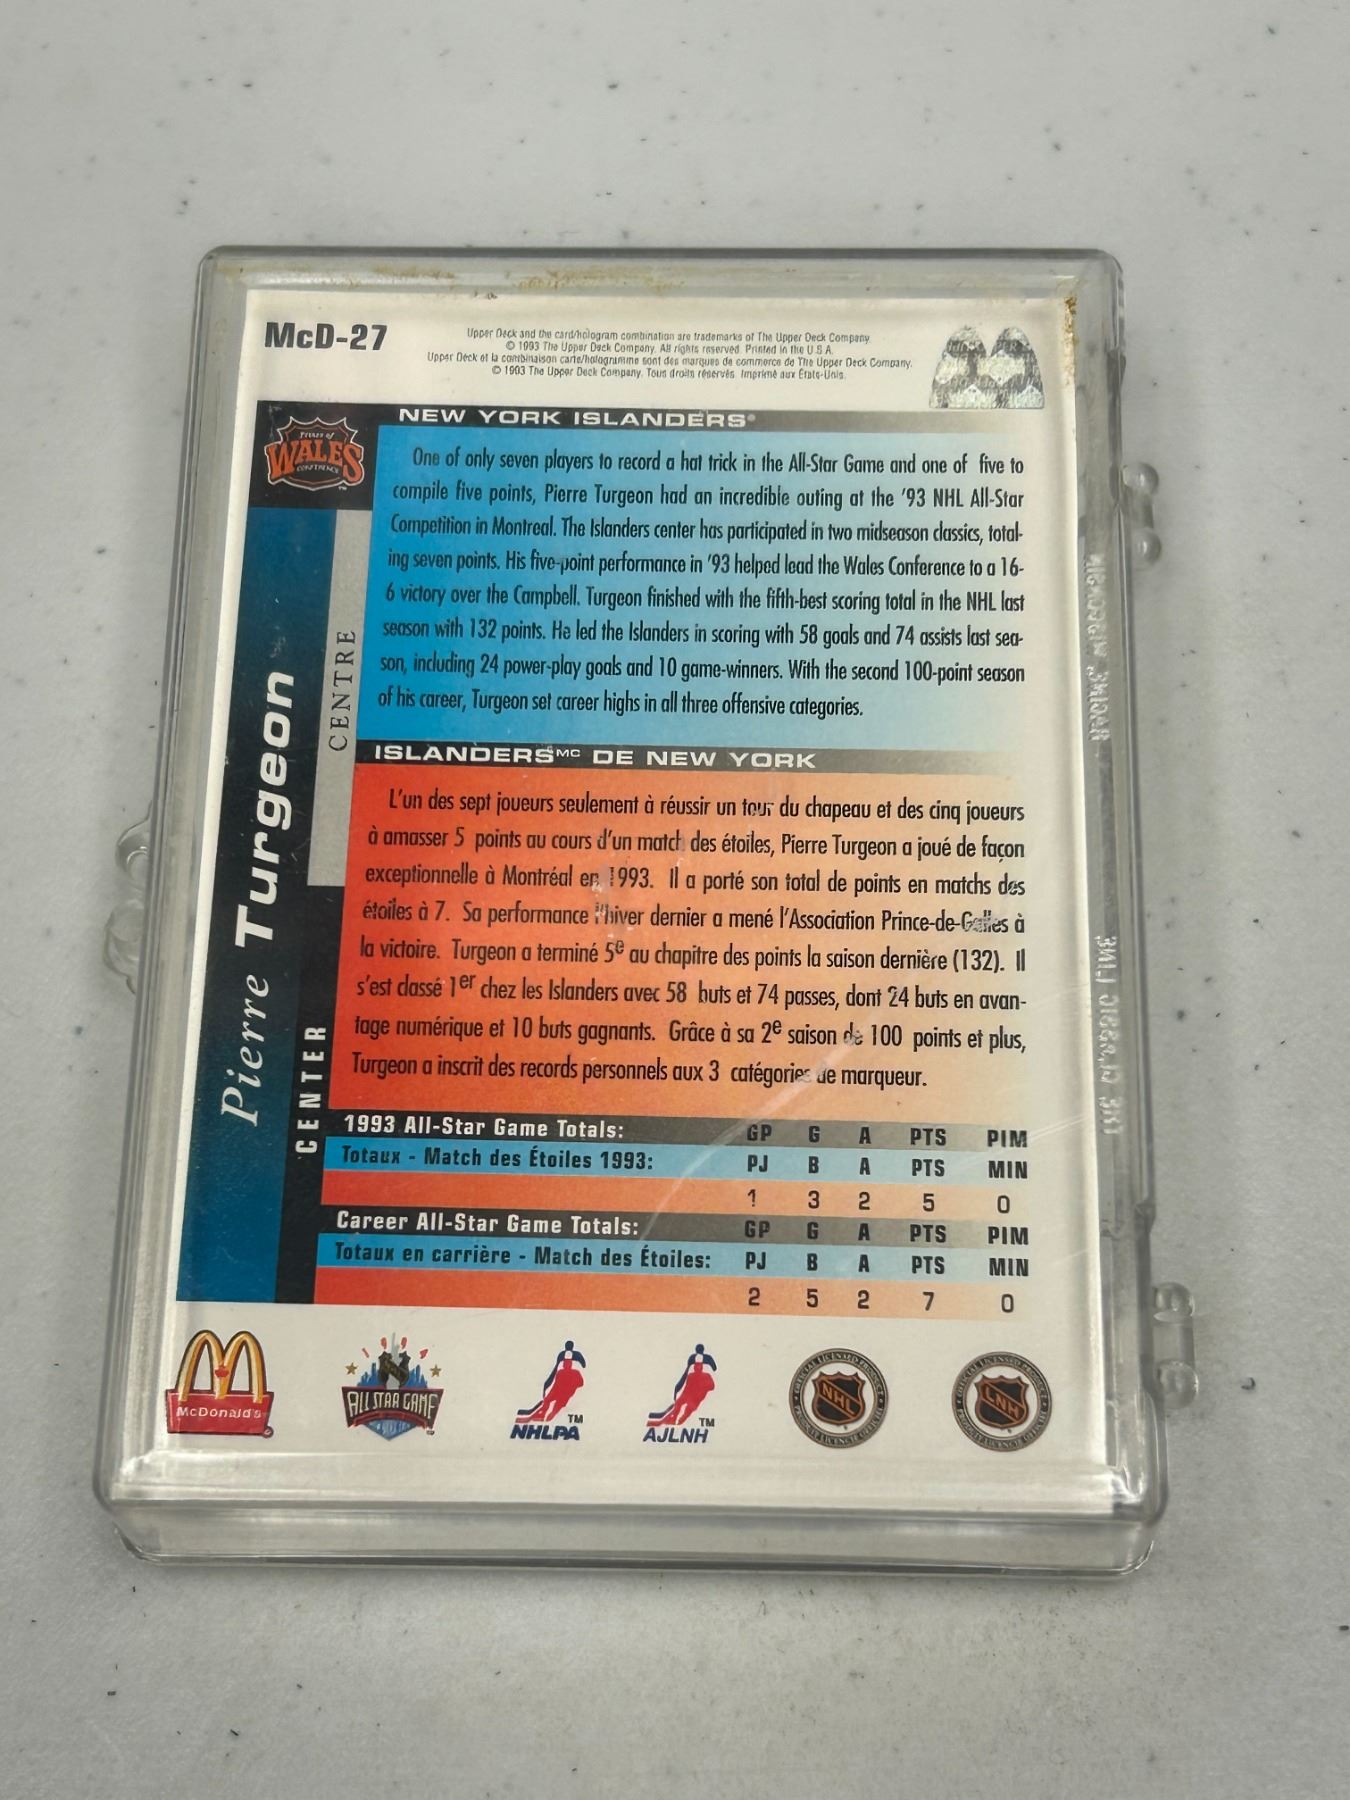 McD-27
Upper Deck and the card/hologram combination are trademarks of The Upper Deck Company.
© 1993 The Upper Deck Company. All rights reserved. Printed in the U.S.A.
Upper Deck et la combinaison carte/hologramme sont des marques de commerce de The Upper Deck Company.
© 1993 The Upper Deck Company. Tous droits réservés. Imprimé aux États-Unis.
WALES
CONFERENCE
NEW YORK ISLANDERS®
One of only seven players to record a hat trick in the All-Star Game and one of five to
compile five points, Pierre Turgeon had an incredible outing at the '93 NHL All-Star
Competition in Montreal. The Islanders center has participated in two midseason classics, total-
ing seven points. His five-point performance in '93 helped lead the Wales Conference to a 16-
6 victory over the Campbell. Turgeon finished with the fifth-best scoring total in the NHL last
season with 132 points. He led the Islanders in scoring with 58 goals and 74 assists last sea-
son, including 24 power-play goals and 10 game-winners. With the second 100-point season
of his career, Turgeon set career highs in all three offensive categories.
Pierre Turgeon
CENTRE
CENTER
ISLANDERS MC DE NEW YORK
L'un des sept joueurs seulement à réussir un tour du chapeau et des cinq joueurs
à amasser 5 points au cours d'un match des étoiles, Pierre Turgeon a joué de façon
exceptionnelle à Montréal en 1993. Il a porté son total de points en matchs des
étoiles à 7. Sa performance l'hiver dernier a mené l'Association Prince-de-Galles à
la victoire. Turgeon a terminé 5e au chapitre des points la saison dernière (132). Il
s'est classé 1er chez les Islanders avec 58 buts et 74 passes, dont 24 buts en avan-
tage numérique et 10 buts gagnants. Grâce à sa 2e saison de 100 points et plus,
Turgeon a inscrit des records personnels aux 3 catégories de marqueur.
1993 All-Star Game Totals: GP G A PTS PIM
Totaux - Match des Étoiles 1993: PJ B A PTS MIN
1 3 2 5 0
Career All-Star Game Totals: GP G A PTS PIM
Totaux en carrière - Match des Étoiles: PJ B A PTS MIN
2 5 2 7 0
McDonald's
ALL STAR GAME
NHLPA TM
AJLNH TM
NHL
LNH